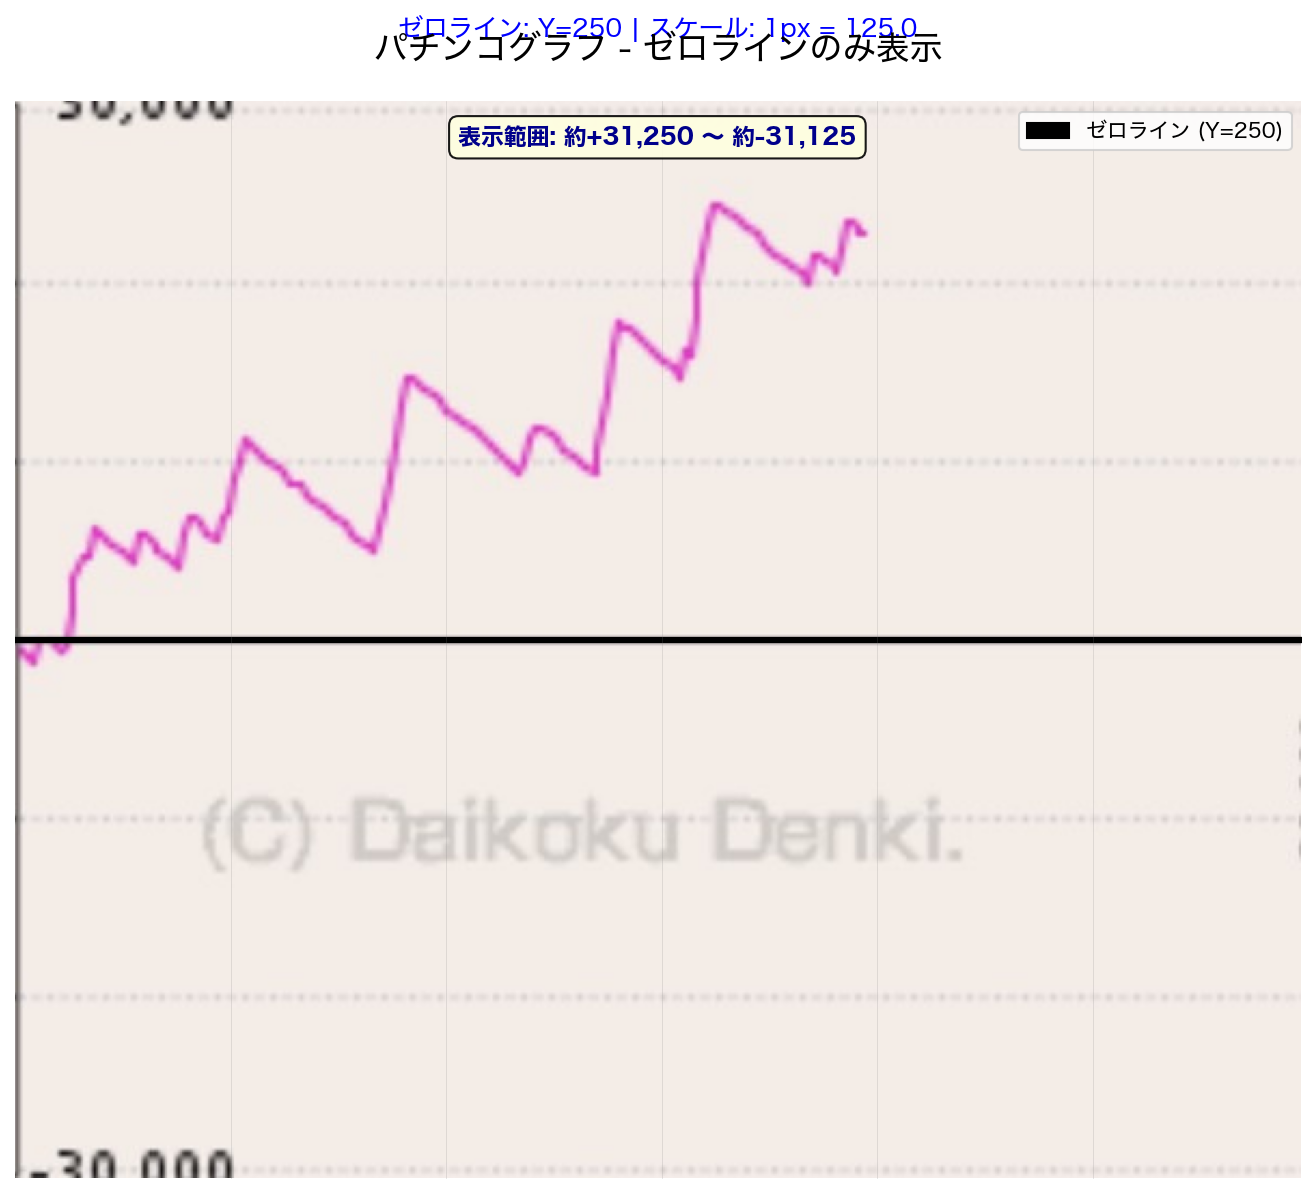 ゼロライン: Y=250 | スケール: 1px = 125.0
パチンコグラフ - ゼロラインのみ表示
30,000
表示範囲: 約+31,250 ～ 約-31,125
ゼロライン (Y=250)
(C) Daikoku Denki.
-30,000